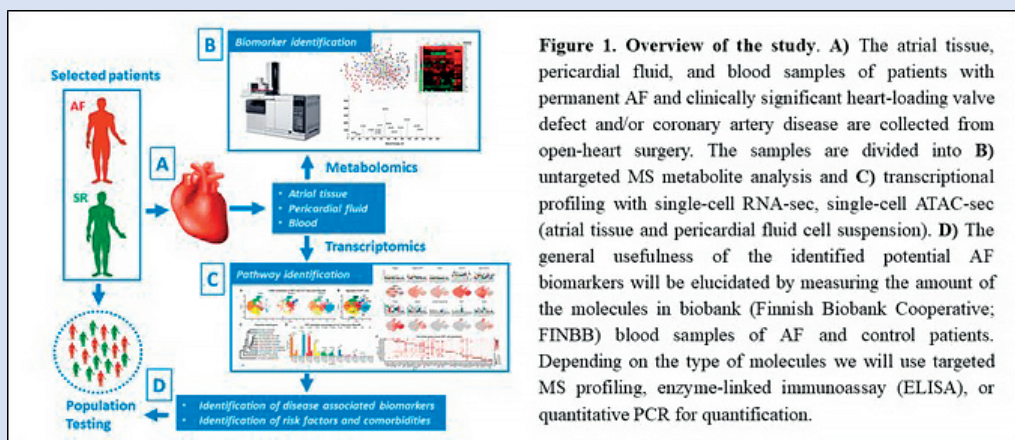 Selected patients
AF
SR
A
B
Biomarker identification
Metabolomics
• Atrial tissue
• Pericardial fluid
• Blood
Transcriptomics
C
Pathway identification
D
• Identification of disease associated biomarkers
• Identification of risk factors and comorbidities
Population
Testing
Figure 1. Overview of the study. A) The atrial tissue,
pericardial fluid, and blood samples of patients with
permanent AF and clinically significant heart-loading valve
defect and/or coronary artery disease are collected from
open-heart surgery. The samples are divided into B)
untargeted MS metabolite analysis and C) transcriptional
profiling with single-cell RNA-sec, single-cell ATAC-sec
(atrial tissue and pericardial fluid cell suspension). D) The
general usefulness of the identified potential AF
biomarkers will be elucidated by measuring the amount of
the molecules in biobank (Finnish Biobank Cooperative;
FINBB) blood samples of AF and control patients.
Depending on the type of molecules we will use targeted
MS profiling, enzyme-linked immunoassay (ELISA), or
quantitative PCR for quantification.